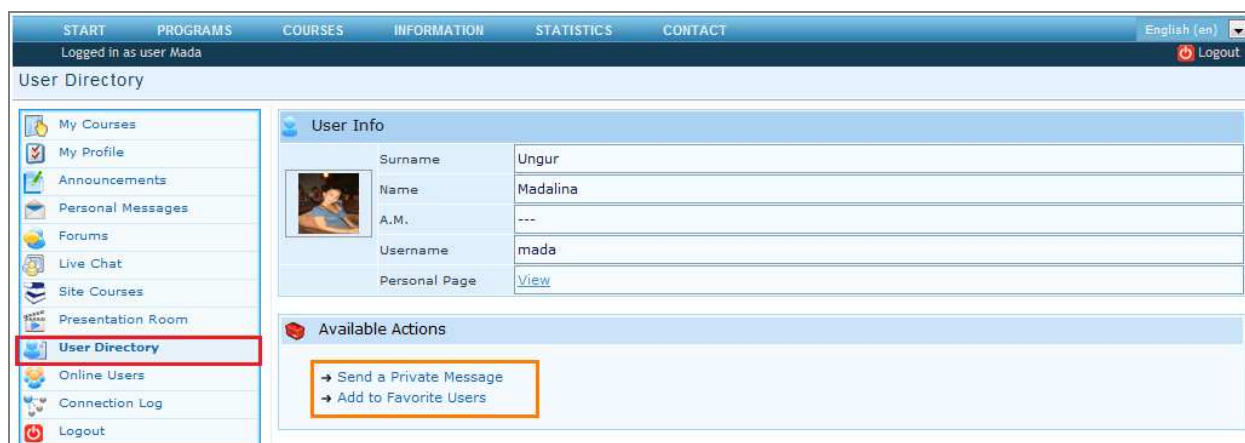 START PROGRAMS COURSES INFORMATION STATISTICS CONTACT English (en)
Logged in as user Mada Logout
User Directory
My Courses
My Profile
Announcements
Personal Messages
Forums
Live Chat
Site Courses
Presentation Room
User Directory
Online Users
Connection Log
Logout
User Info
Surname Ungur
Name Madalina
A.M. ---
Username mada
Personal Page View
Available Actions
→ Send a Private Message
→ Add to Favorite Users